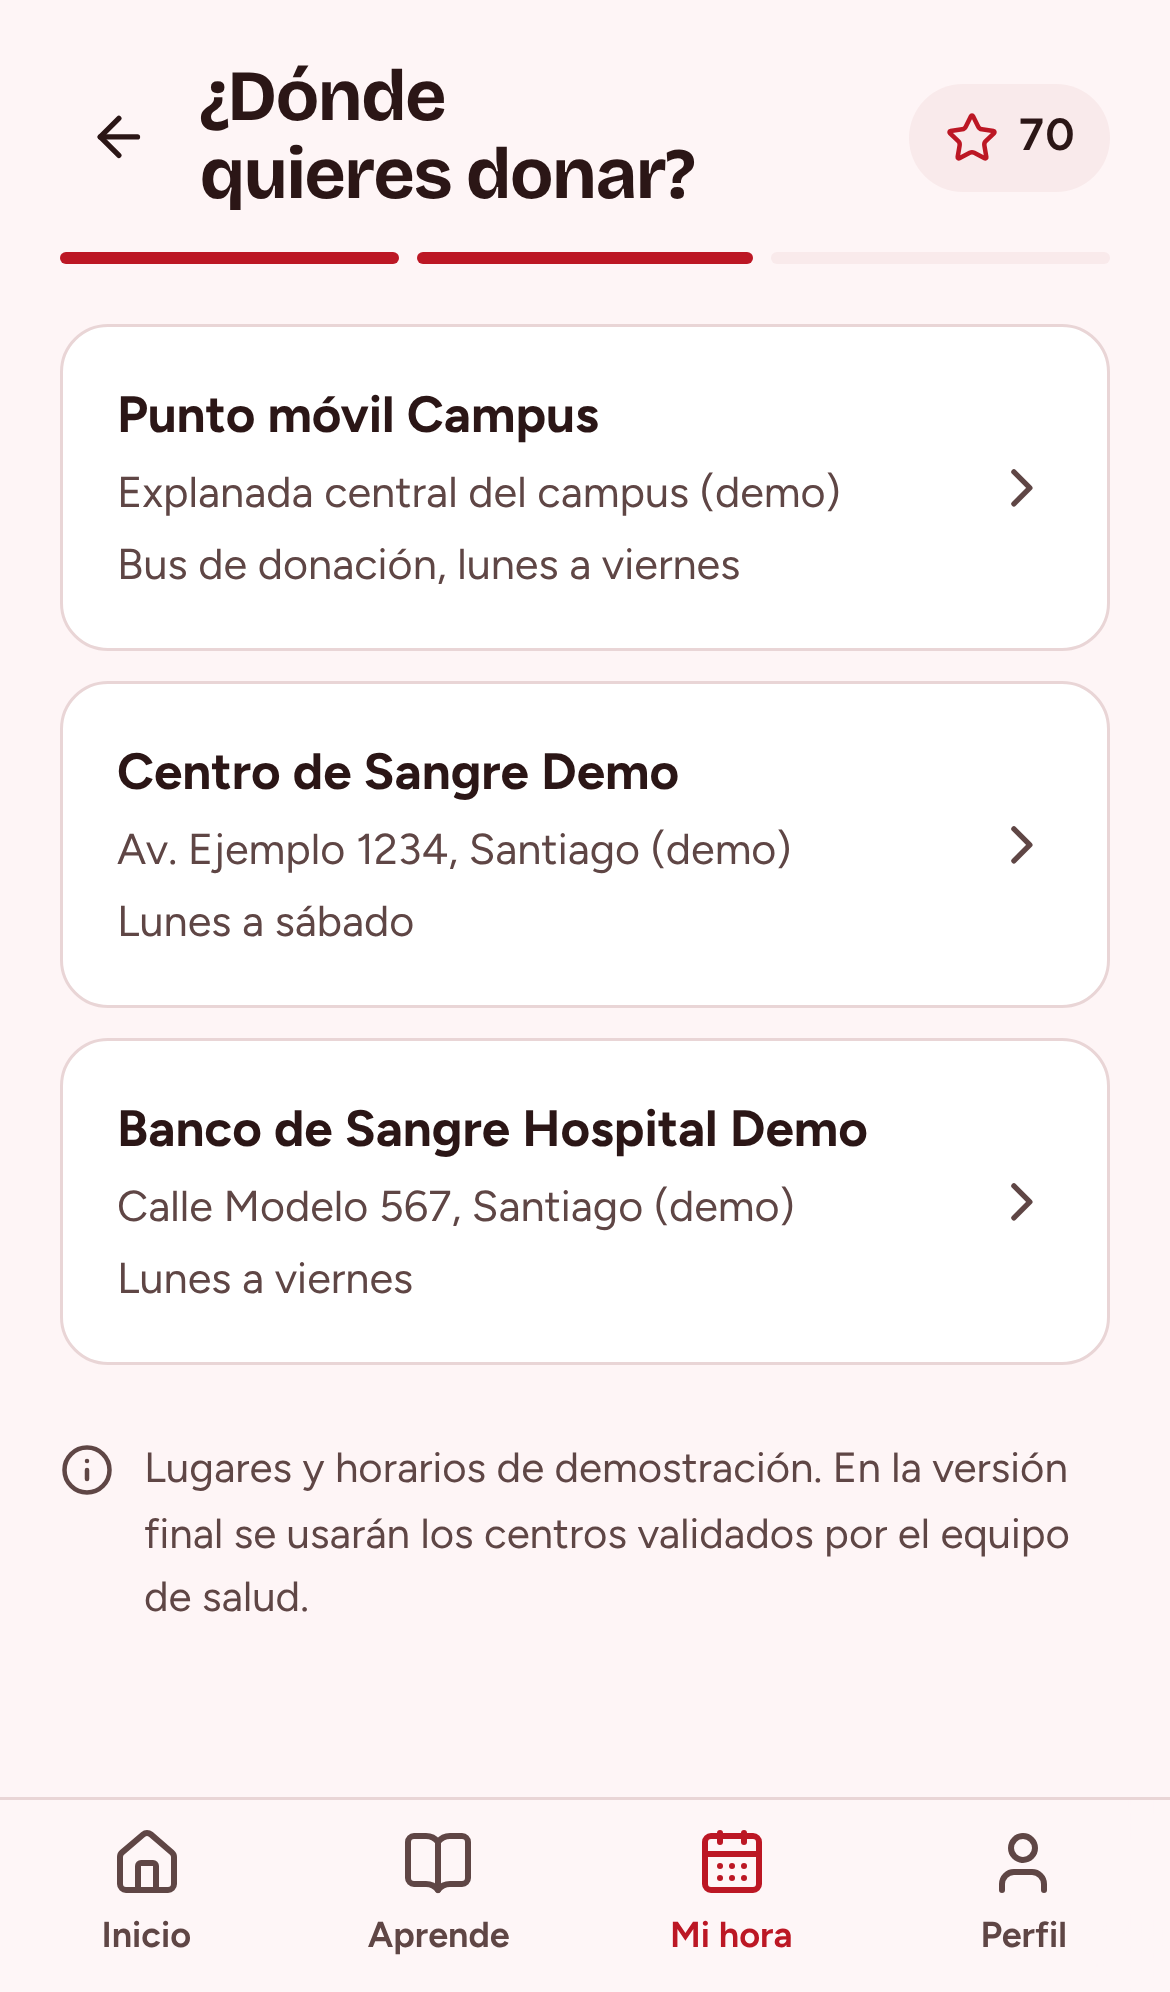 ¿Dónde
quieres donar?
70
Punto móvil Campus
Explanada central del campus (demo)
Bus de donación, lunes a viernes
Centro de Sangre Demo
Av. Ejemplo 1234, Santiago (demo)
Lunes a sábado
Banco de Sangre Hospital Demo
Calle Modelo 567, Santiago (demo)
Lunes a viernes
Lugares y horarios de demostración. En la versión
final se usarán los centros validados por el equipo
de salud.
Inicio
Aprende
Mi hora
Perfil